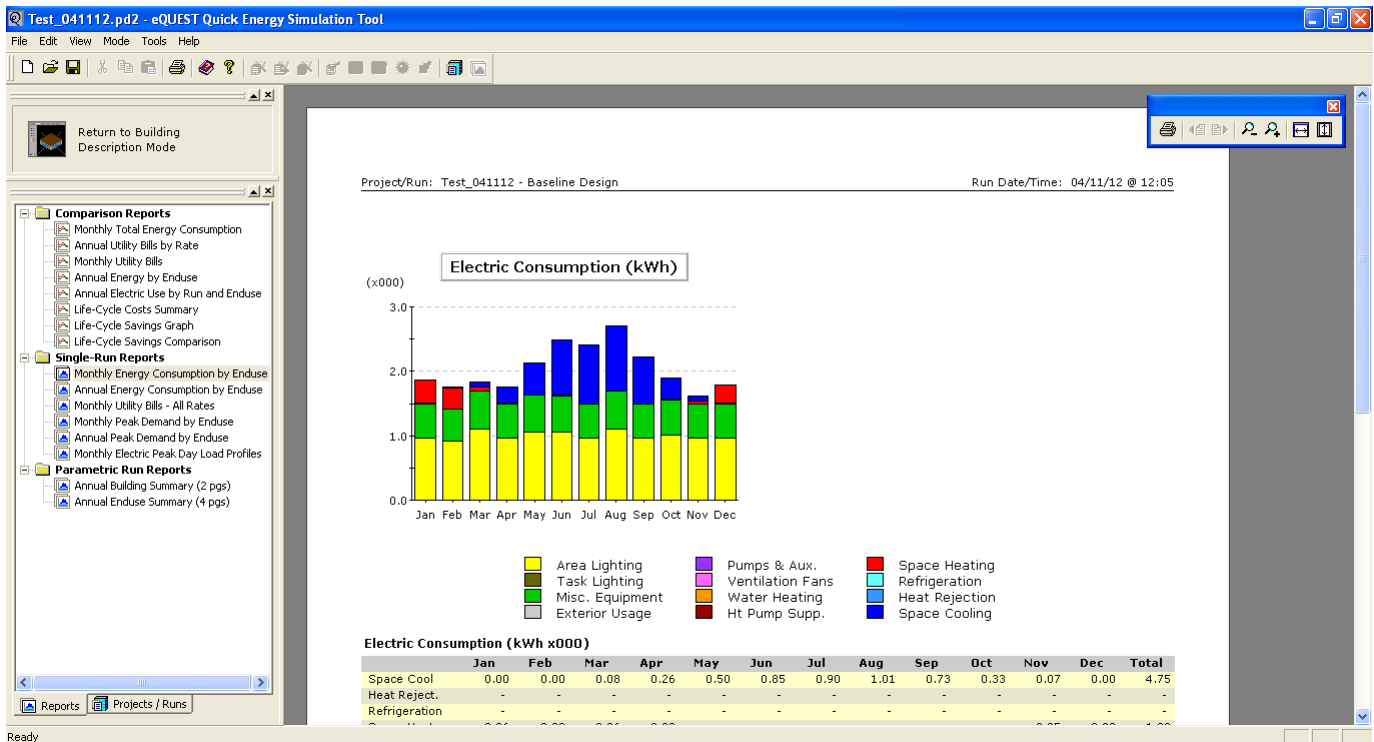 Test_041112.pd2 - eQUEST Quick Energy Simulation Tool
File Edit View Mode Tools Help
Return to Building
Description Mode
Comparison Reports
Monthly Total Energy Consumption
Annual Utility Bills by Rate
Monthly Utility Bills
Annual Energy by Enduse
Annual Electric Use by Run and Enduse
Life-Cycle Costs Summary
Life-Cycle Savings Graph
Life-Cycle Savings Comparison
Single-Run Reports
Monthly Energy Consumption by Enduse
Annual Energy Consumption by Enduse
Monthly Utility Bills - All Rates
Monthly Peak Demand by Enduse
Annual Peak Demand by Enduse
Monthly Electric Peak Day Load Profiles
Parametric Run Reports
Annual Building Summary (2 pgs)
Annual Enduse Summary (4 pgs)
Reports Projects / Runs
Ready
Project/Run: Test_041112 - Baseline Design Run Date/Time: 04/11/12 @ 12:05
Electric Consumption (kWh)
(x000)
3.0
2.0
1.0
0.0
Jan Feb Mar Apr May Jun Jul Aug Sep Oct Nov Dec
Area Lighting Pumps & Aux. Space Heating
Task Lighting Ventilation Fans Refrigeration
Misc. Equipment Water Heating Heat Rejection
Exterior Usage Ht Pump Supp. Space Cooling
Electric Consumption (kWh x000)
Jan Feb Mar Apr May Jun Jul Aug Sep Oct Nov Dec Total
Space Cool 0.00 0.00 0.08 0.26 0.50 0.85 0.90 1.01 0.73 0.33 0.07 0.00 4.75
Heat Reject. - - - - - - - - - - - - -
Refrigeration - - - - - - - - - - - - -